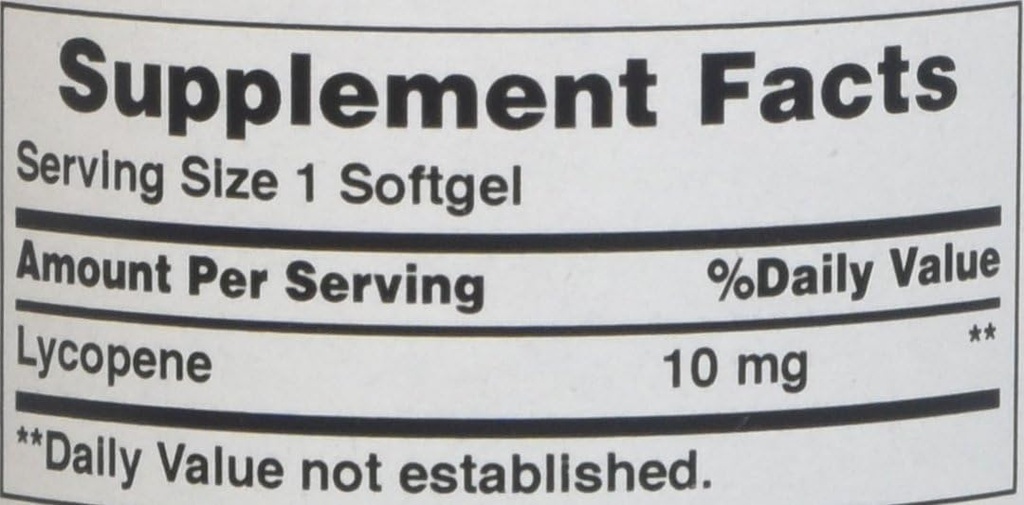 Supplement Facts
Serving Size 1 Softgel
Amount Per Serving %Daily Value
Lycopene 10 mg **
**Daily Value not established.